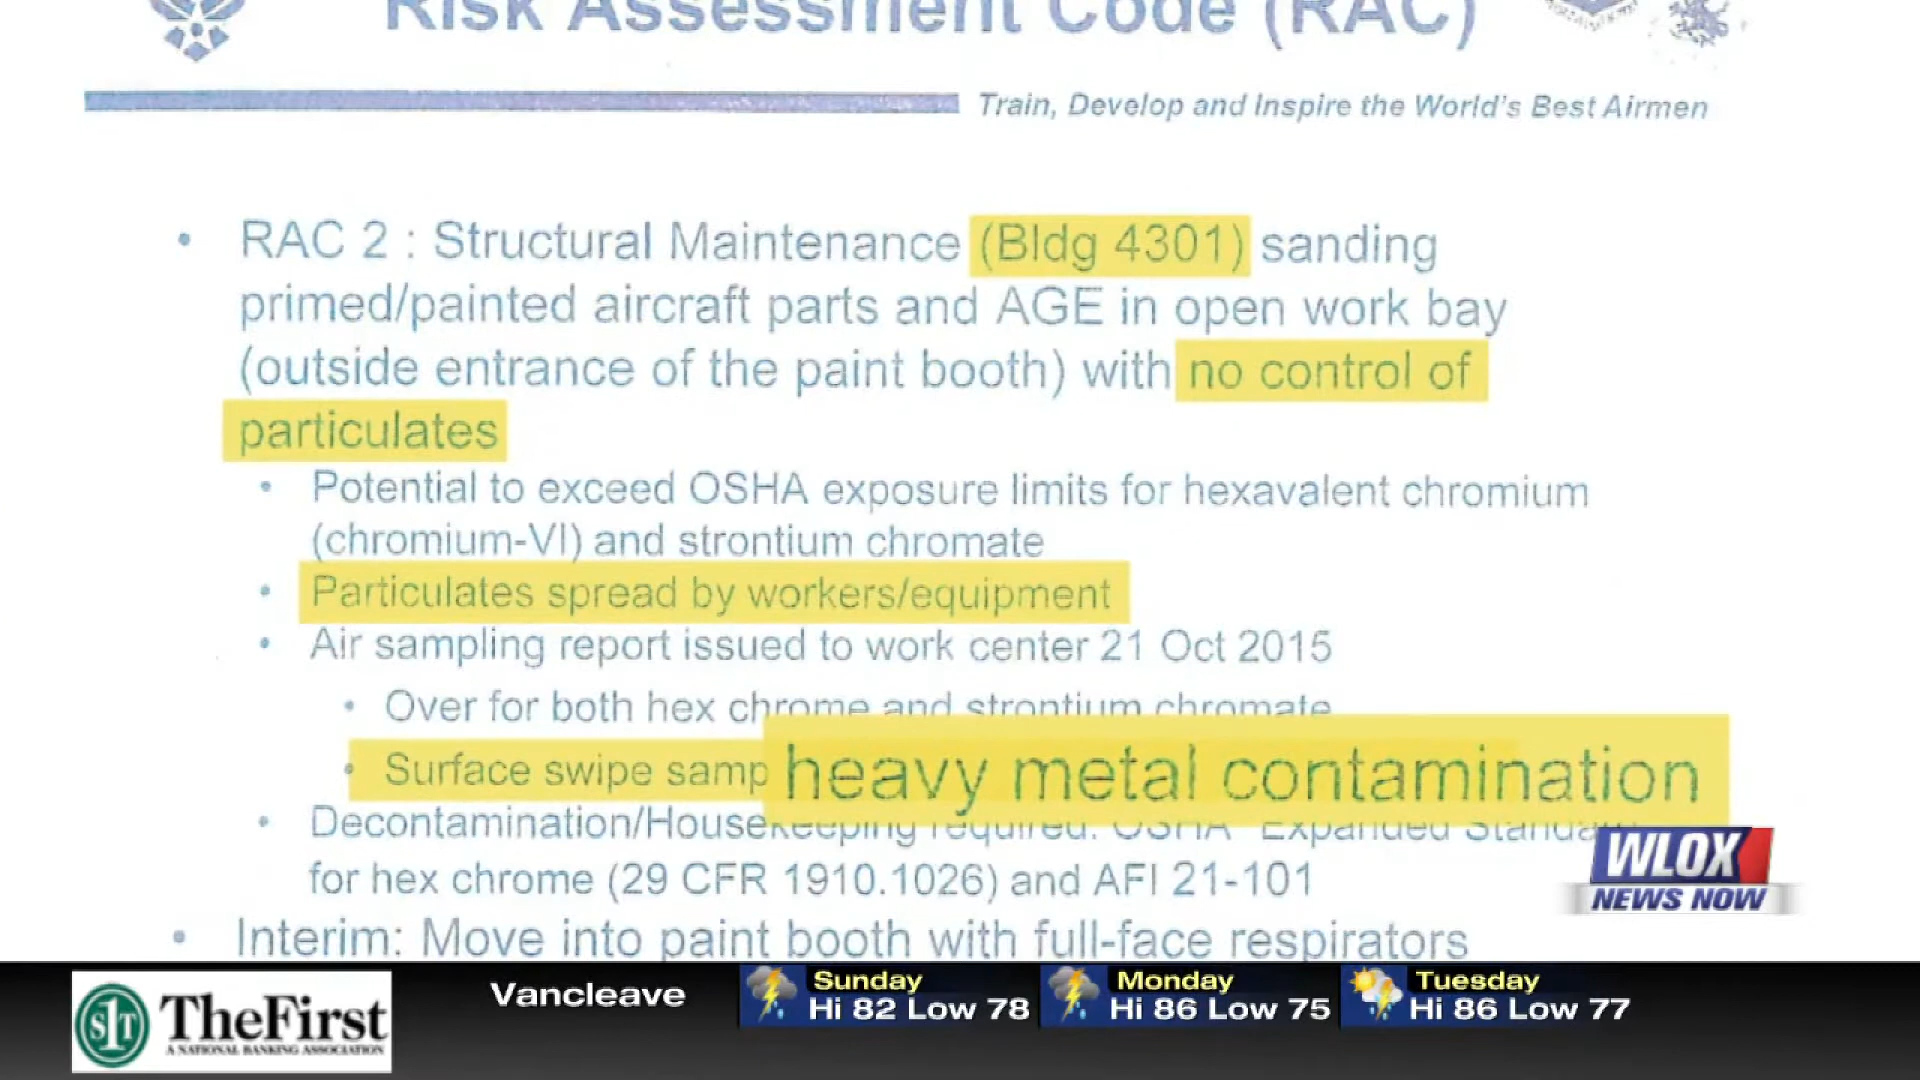 Risk Assessment Code (RAC)
Train, Develop and Inspire the World's Best Airmen
• RAC 2 : Structural Maintenance (Bldg 4301) sanding
primed/painted aircraft parts and AGE in open work bay
(outside entrance of the paint booth) with no control of
particulates
• Potential to exceed OSHA exposure limits for hexavalent chromium
(chromium-VI) and strontium chromate
• Particulates spread by workers/equipment
• Air sampling report issued to work center 21 Oct 2015
• Over for both hex chrome and strontium chromate
• Surface swipe samp
heavy metal contamination
• Decontamination/Housekeeping required. OSHA "Expanded
for hex chrome (29 CFR 1910.1026) and AFI 21-101
• Interim: Move into paint booth with full-face respirators
WLOX
NEWS NOW
1ST TheFirst
A NATIONAL BANKING ASSOCIATION
Vancleave
Sunday
Hi 82 Low 78
Monday
Hi 86 Low 75
Tuesday
Hi 86 Low 77